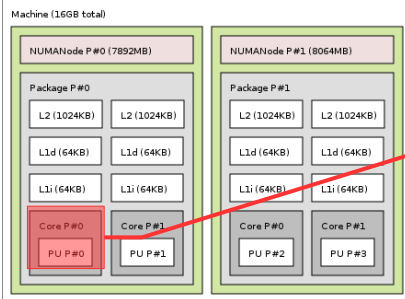 Machine (16GB total)
NUMANode P#0 (7892MB)
NUMANode P#1 (8064MB)
Package P#0
Package P#1
L2 (1024KB)
L2 (1024KB)
L2 (1024KB)
L2 (1024KB)
L1d (64KB)
L1d (64KB)
L1d (64KB)
L1d (64KB)
L1i (64KB)
L1i (64KB)
L1i (64KB)
L1i (64KB)
Core P#0
Core P#1
Core P#0
Core P#1
PU P#0
PU P#1
PU P#2
PU P#3